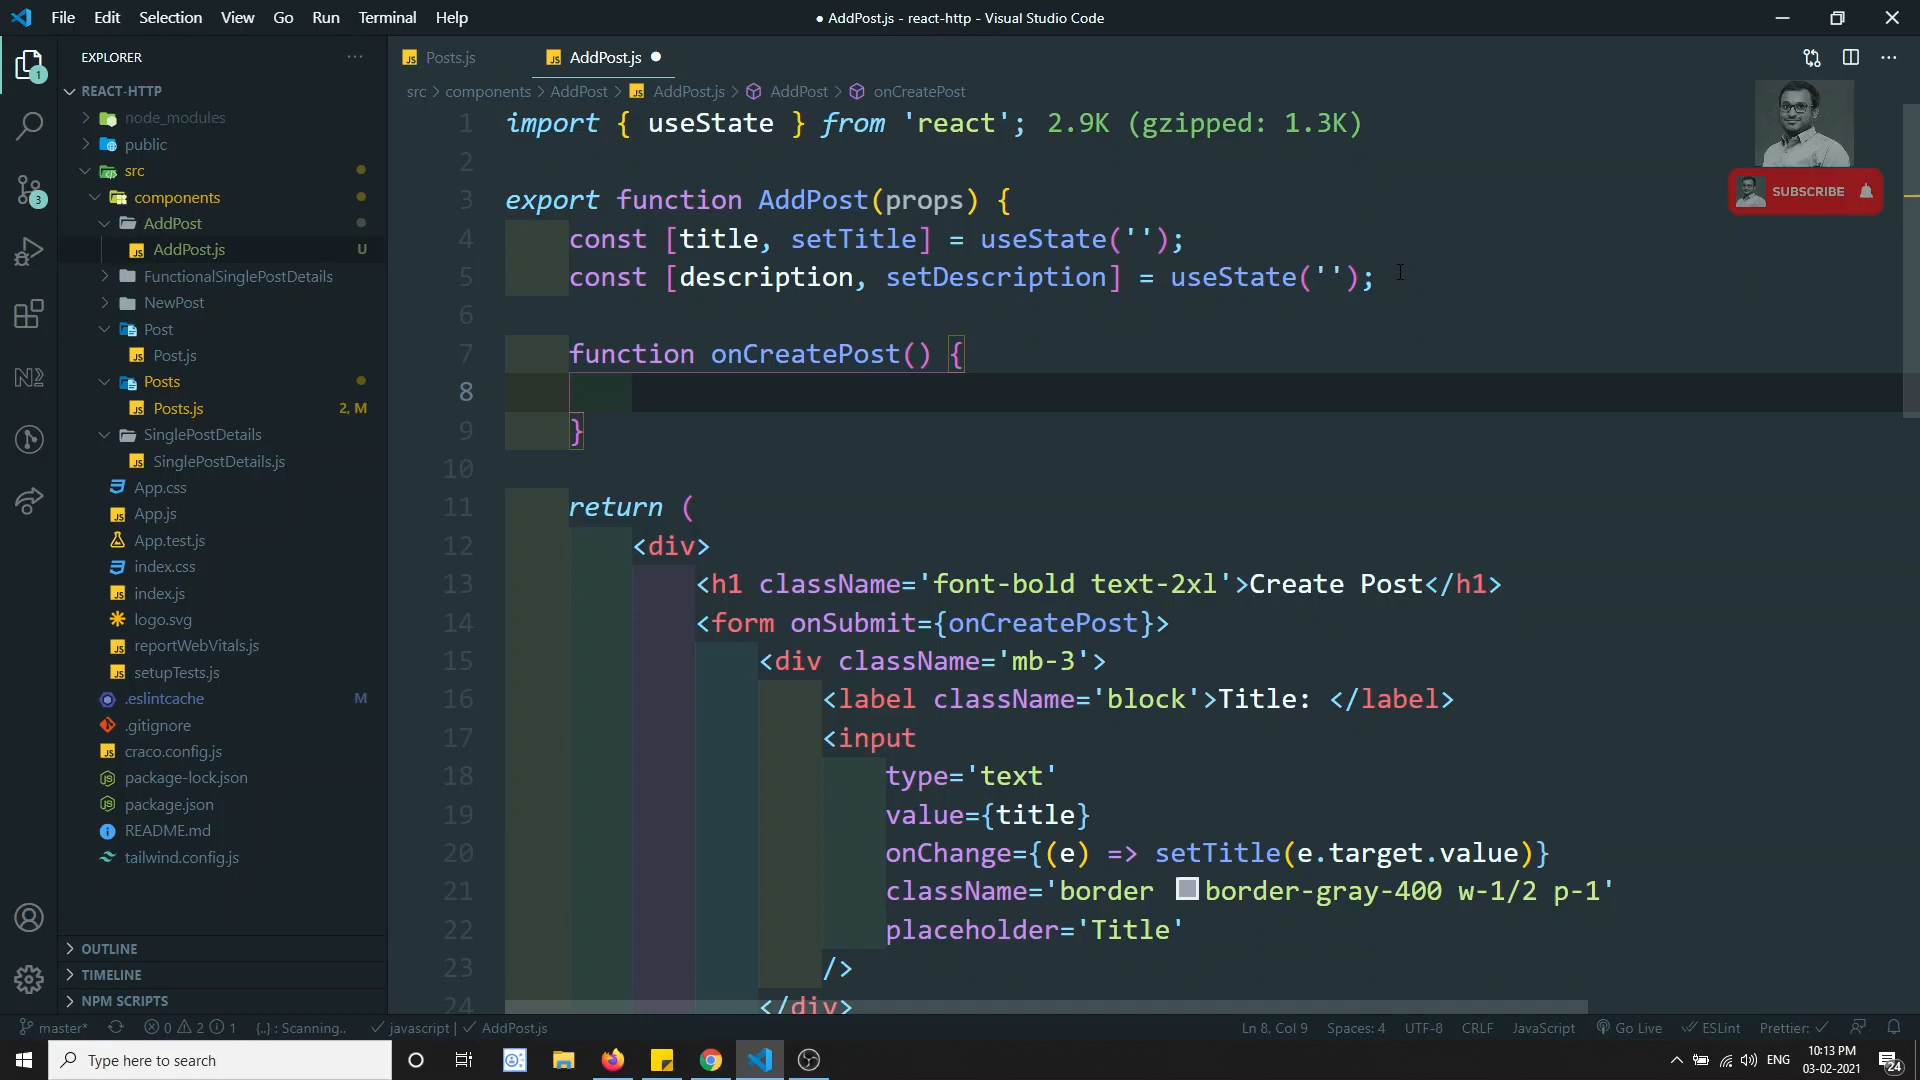 File Edit Selection View Go Run Terminal Help
● AddPost.js - react-http - Visual Studio Code
EXPLORER
REACT-HTTP
node_modules
public
src
components
AddPost
AddPost.js U
FunctionalSinglePostDetails
NewPost
Post
Post.js
Posts
Posts.js 2, M
SinglePostDetails
SinglePostDetails.js
App.css
App.js
App.test.js
index.css
index.js
logo.svg
reportWebVitals.js
setupTests.js
.eslintcache M
.gitignore
craco.config.js
package-lock.json
package.json
README.md
tailwind.config.js
OUTLINE
TIMELINE
NPM SCRIPTS
1
3
Posts.js
AddPost.js ●
src > components > AddPost > AddPost.js > AddPost > onCreatePost
1 import { useState } from 'react'; 2.9K (gzipped: 1.3K)
2
3 export function AddPost(props) {
4 const [title, setTitle] = useState('');
5 const [description, setDescription] = useState('');
6
7 function onCreatePost() {
8
9 }
10
11 return (
12 <div>
13 <h1 className='font-bold text-2xl'>Create Post</h1>
14 <form onSubmit={onCreatePost}>
15 <div className='mb-3'>
16 <label className='block'>Title: </label>
17 <input
18 type='text'
19 value={title}
20 onChange={(e) => setTitle(e.target.value)}
21 className='border border-gray-400 w-1/2 p-1'
22 placeholder='Title'
23 />
24 </div>
SUBSCRIBE
master* 0 2 1 {..} : Scanning.. javascript | AddPost.js
Ln 8, Col 9 Spaces: 4 UTF-8 CRLF JavaScript Go Live ESLint Prettier:
Type here to search
ENG
10:13 PM
03-02-2021
24